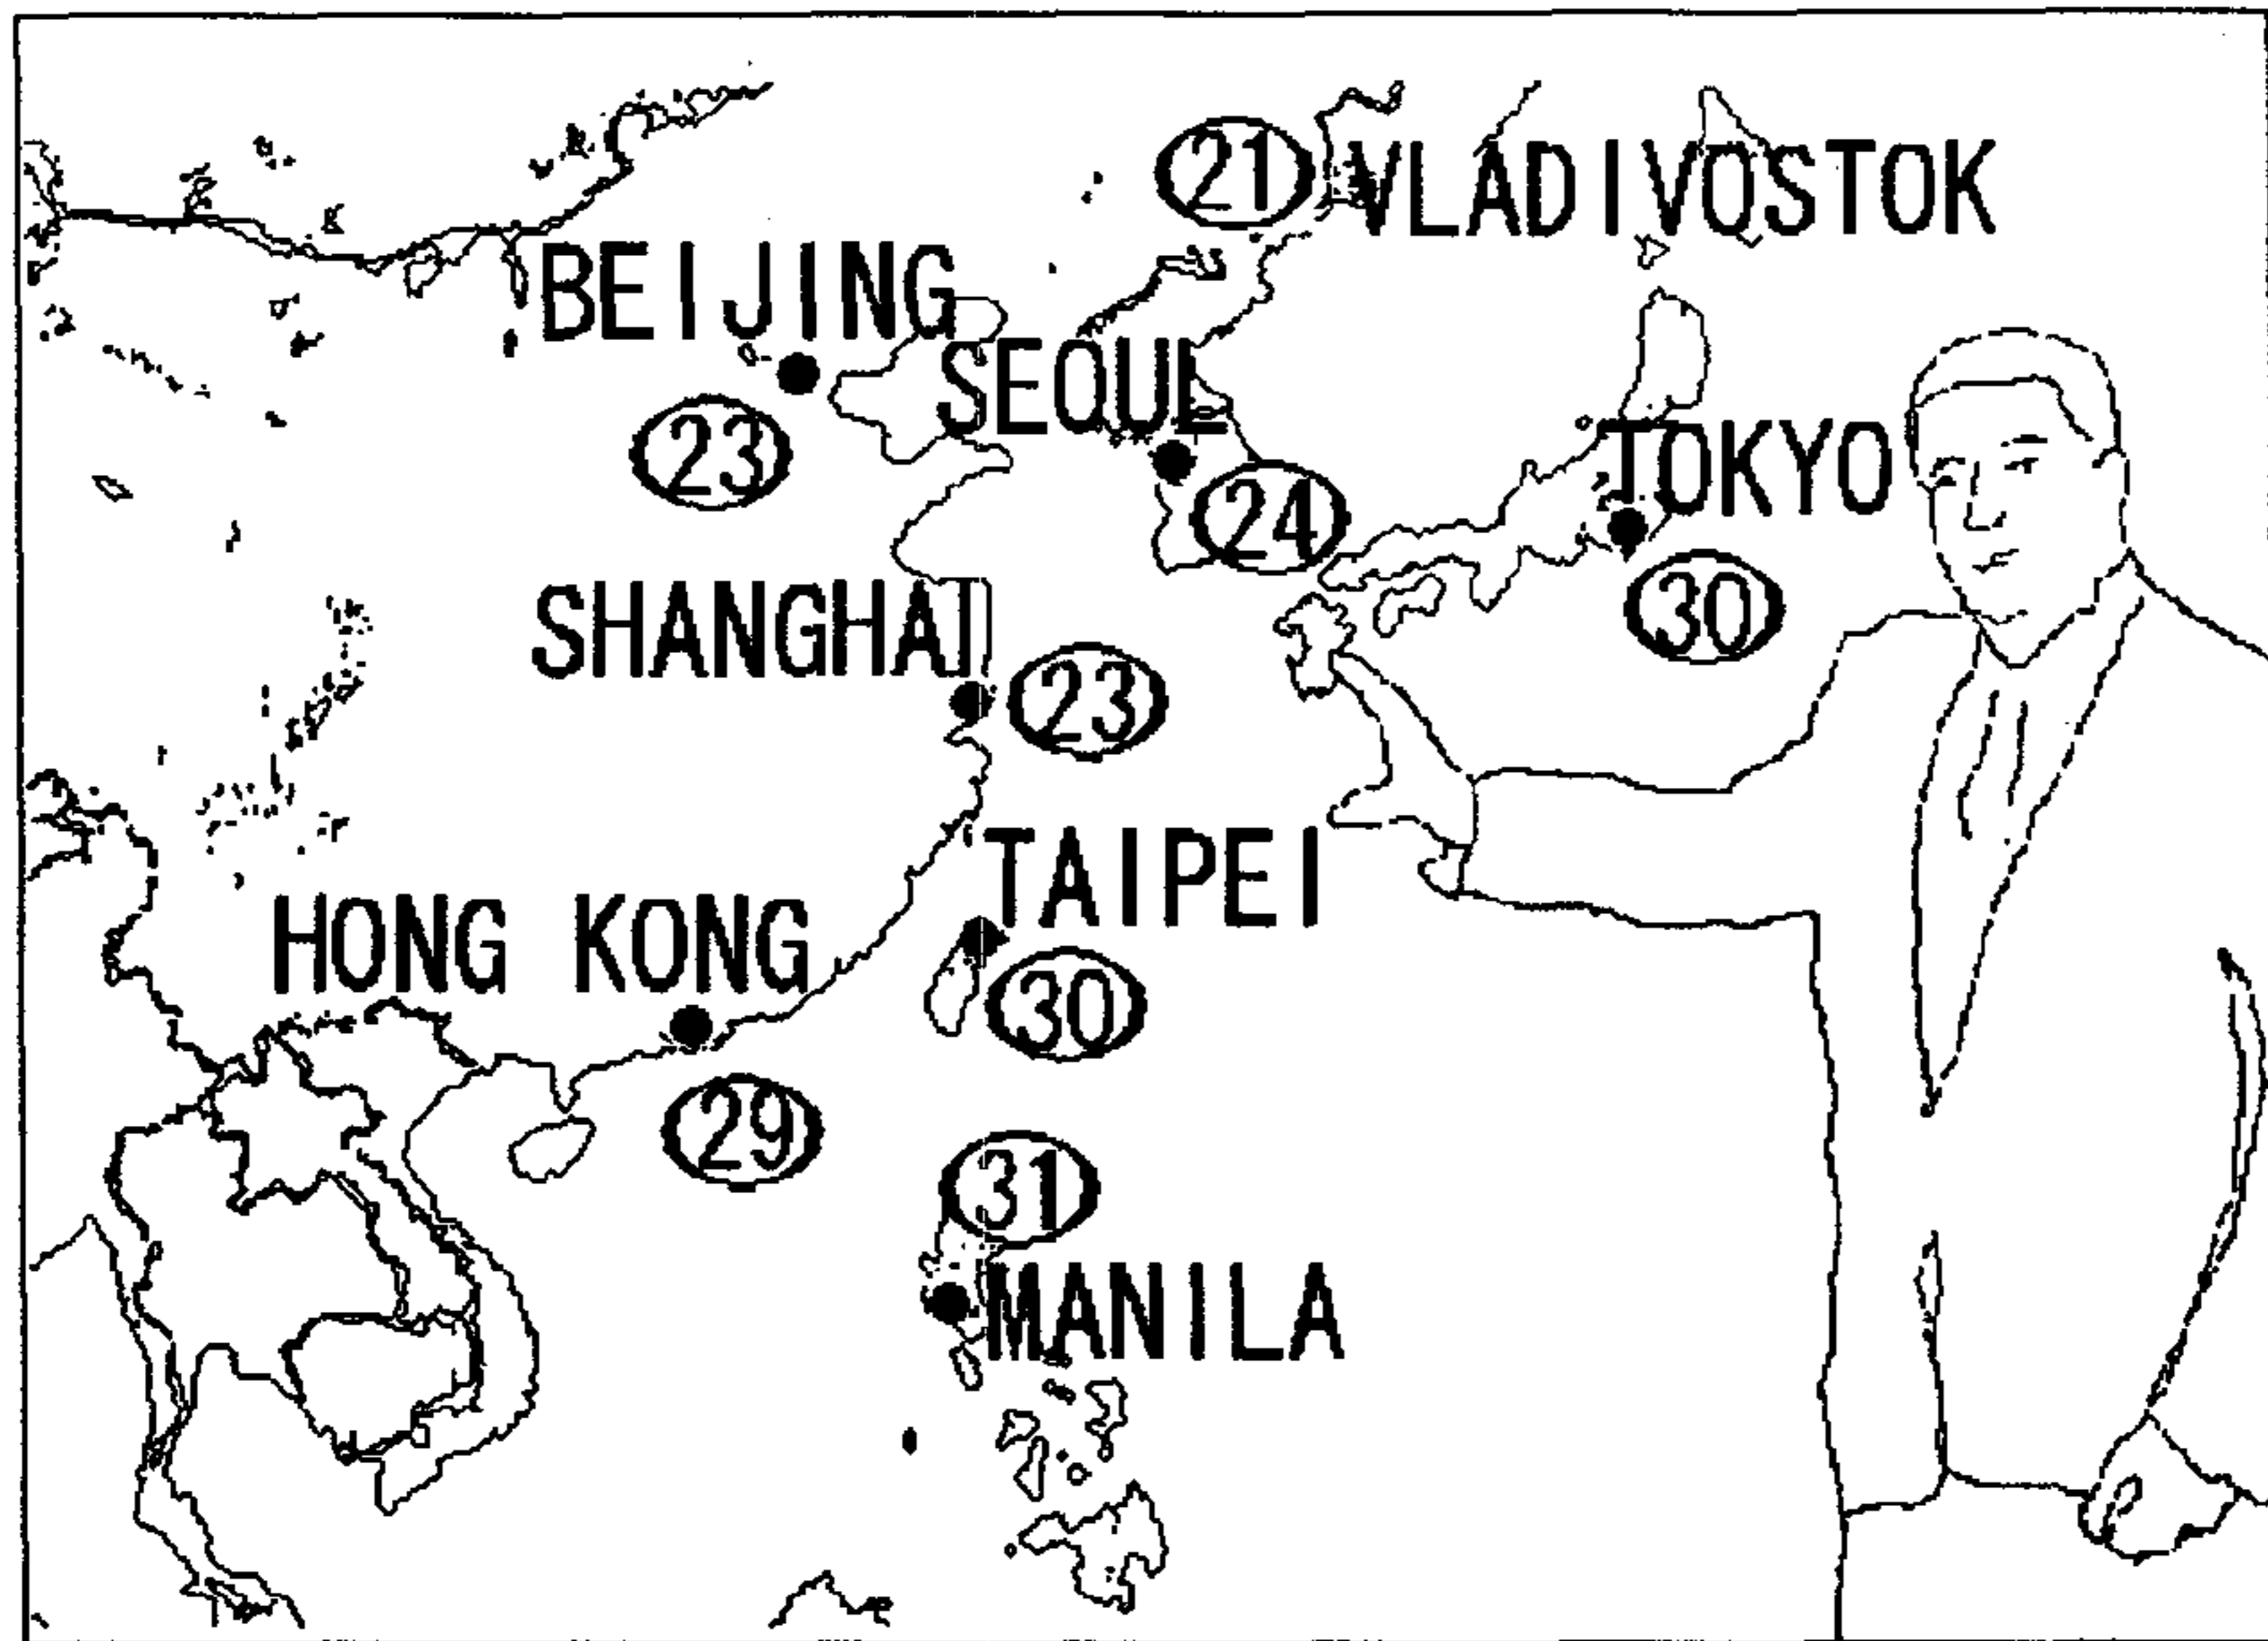 21 VLADIVOSTOK
BEIJING
SEOUL
23
TOKYO
24
30
SHANGHAI
23
TAIPEI
HONG KONG
30
29
31
MANILA